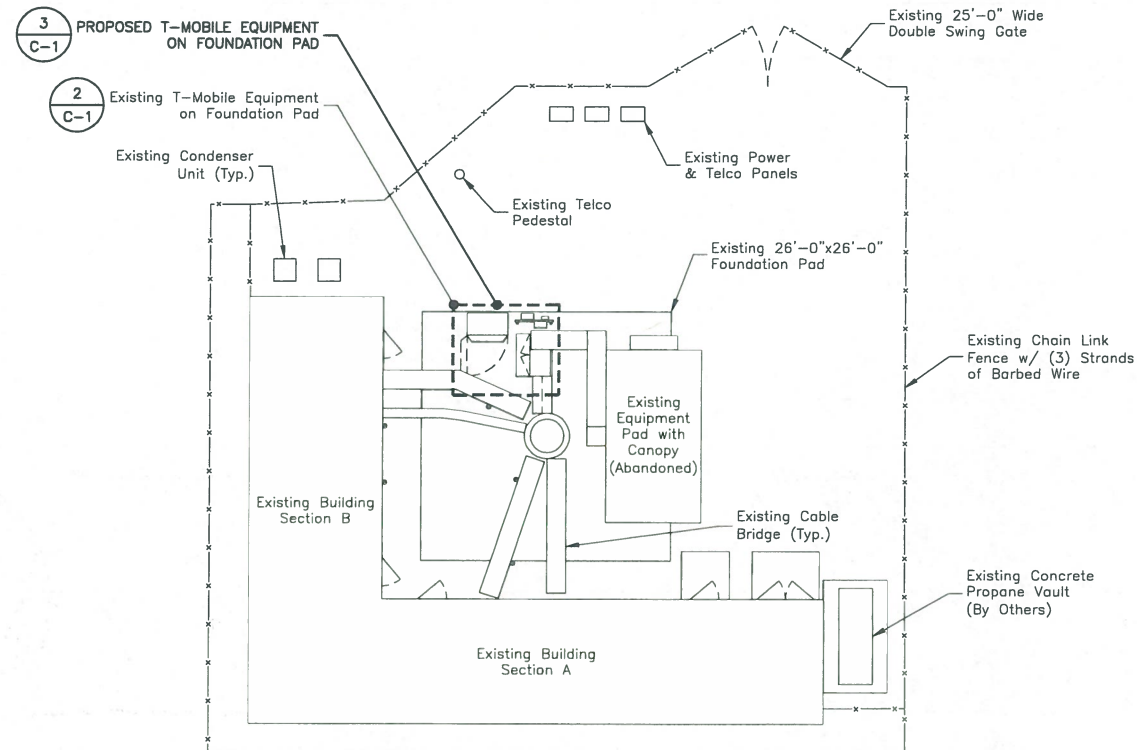 3
C-1
PROPOSED T-MOBILE EQUIPMENT
ON FOUNDATION PAD
2
C-1
Existing T-Mobile Equipment
on Foundation Pad
Existing 25'-0" Wide
Double Swing Gate
Existing Condenser
Unit (Typ.)
Existing Power
& Telco Panels
Existing Telco
Pedestal
Existing 26'-0"x26'-0"
Foundation Pad
Existing Chain Link
Fence w/ (3) Strands
of Barbed Wire
Existing
Equipment
Pad with
Canopy
(Abandoned)
Existing Building
Section B
Existing Cable
Bridge (Typ.)
Existing Concrete
Propane Vault
(By Others)
Existing Building
Section A